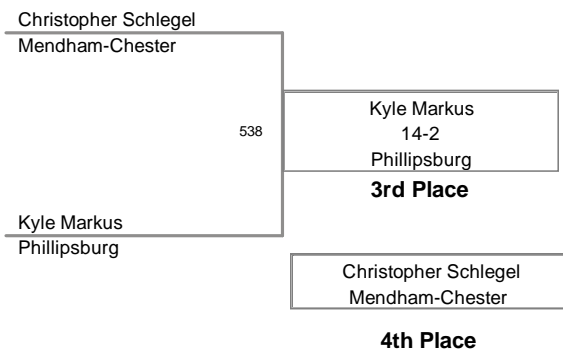 Christopher Schlegel
Mendham-Chester
538
Kyle Markus
14-2
Phillipsburg
3rd Place
Kyle Markus
Phillipsburg
Christopher Schlegel
Mendham-Chester
4th Place